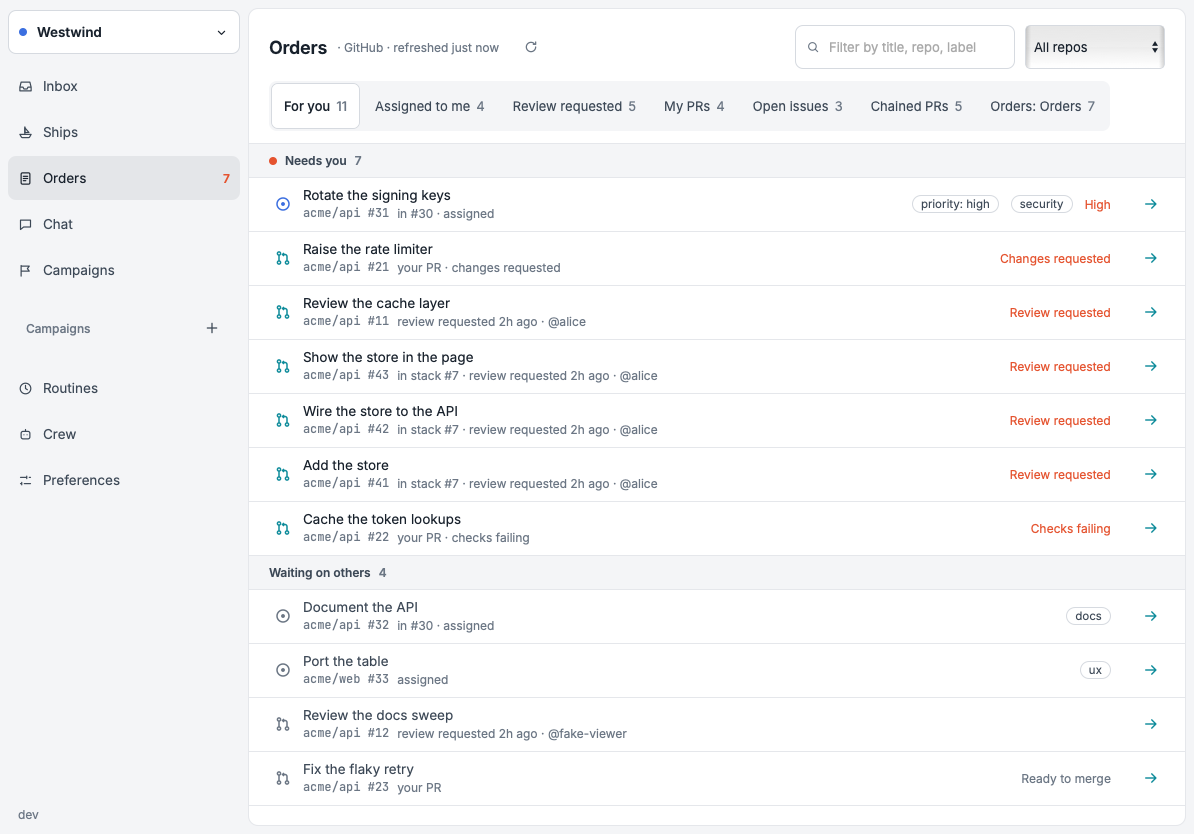 Westwind
Inbox
Ships
Orders 7
Chat
Campaigns
Campaigns
Routines
Crew
Preferences
dev
Orders · GitHub · refreshed just now
Filter by title, repo, label
All repos
For you 11 Assigned to me 4 Review requested 5 My PRs 4 Open issues 3 Chained PRs 5 Orders: Orders 7
Needs you 7
Rotate the signing keys
acme/api #31 in #30 · assigned
priority: high security High
Raise the rate limiter
acme/api #21 your PR · changes requested
Changes requested
Review the cache layer
acme/api #11 review requested 2h ago · @alice
Review requested
Show the store in the page
acme/api #43 in stack #7 · review requested 2h ago · @alice
Review requested
Wire the store to the API
acme/api #42 in stack #7 · review requested 2h ago · @alice
Review requested
Add the store
acme/api #41 in stack #7 · review requested 2h ago · @alice
Review requested
Cache the token lookups
acme/api #22 your PR · checks failing
Checks failing
Waiting on others 4
Document the API
acme/api #32 in #30 · assigned
docs
Port the table
acme/web #33 assigned
ux
Review the docs sweep
acme/api #12 review requested 2h ago · @fake-viewer
Fix the flaky retry
acme/api #23 your PR
Ready to merge